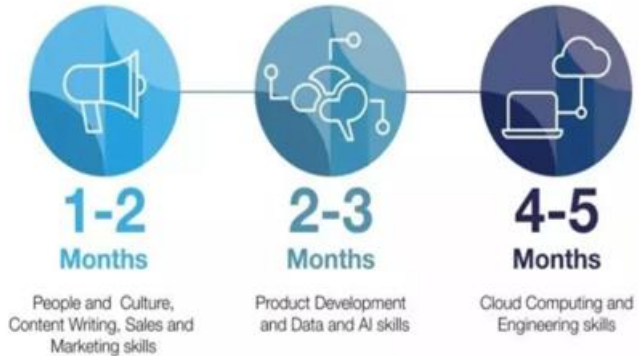 1-2
Months
People and Culture,
Content Writing, Sales and
Marketing skills
2-3
Months
Product Development
and Data and AI skills
4-5
Months
Cloud Computing and
Engineering skills